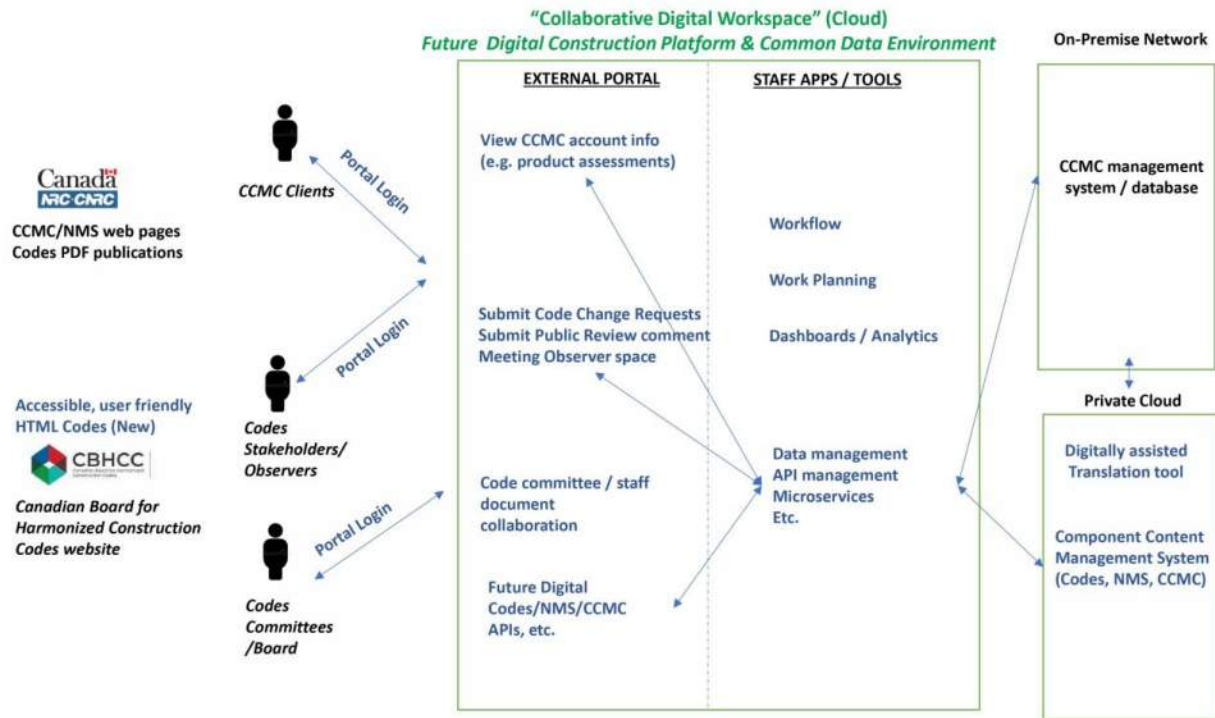 “Collaborative Digital Workspace” (Cloud)
Future Digital Construction Platform & Common Data Environment
On-Premise Network
EXTERNAL PORTAL
STAFF APPS / TOOLS
Canada
NRC·CNRC
CCMC/NMS web pages
Codes PDF publications
Accessible, user friendly
HTML Codes (New)
CBHCC
Canadian Board for
Harmonized Construction
Codes website
CCMC Clients
Portal Login
Codes
Stakeholders/
Observers
Portal Login
Codes
Committees
/Board
Portal Login
View CCMC account info
(e.g. product assessments)
Submit Code Change Requests
Submit Public Review comment
Meeting Observer space
Code committee / staff
document
collaboration
Future Digital
Codes/NMS/CCMC
APIs, etc.
Workflow
Work Planning
Dashboards / Analytics
Data management
API management
Microservices
Etc.
CCMC management
system / database
Private Cloud
Digitally assisted
Translation tool
Component Content
Management System
(Codes, NMS, CCMC)